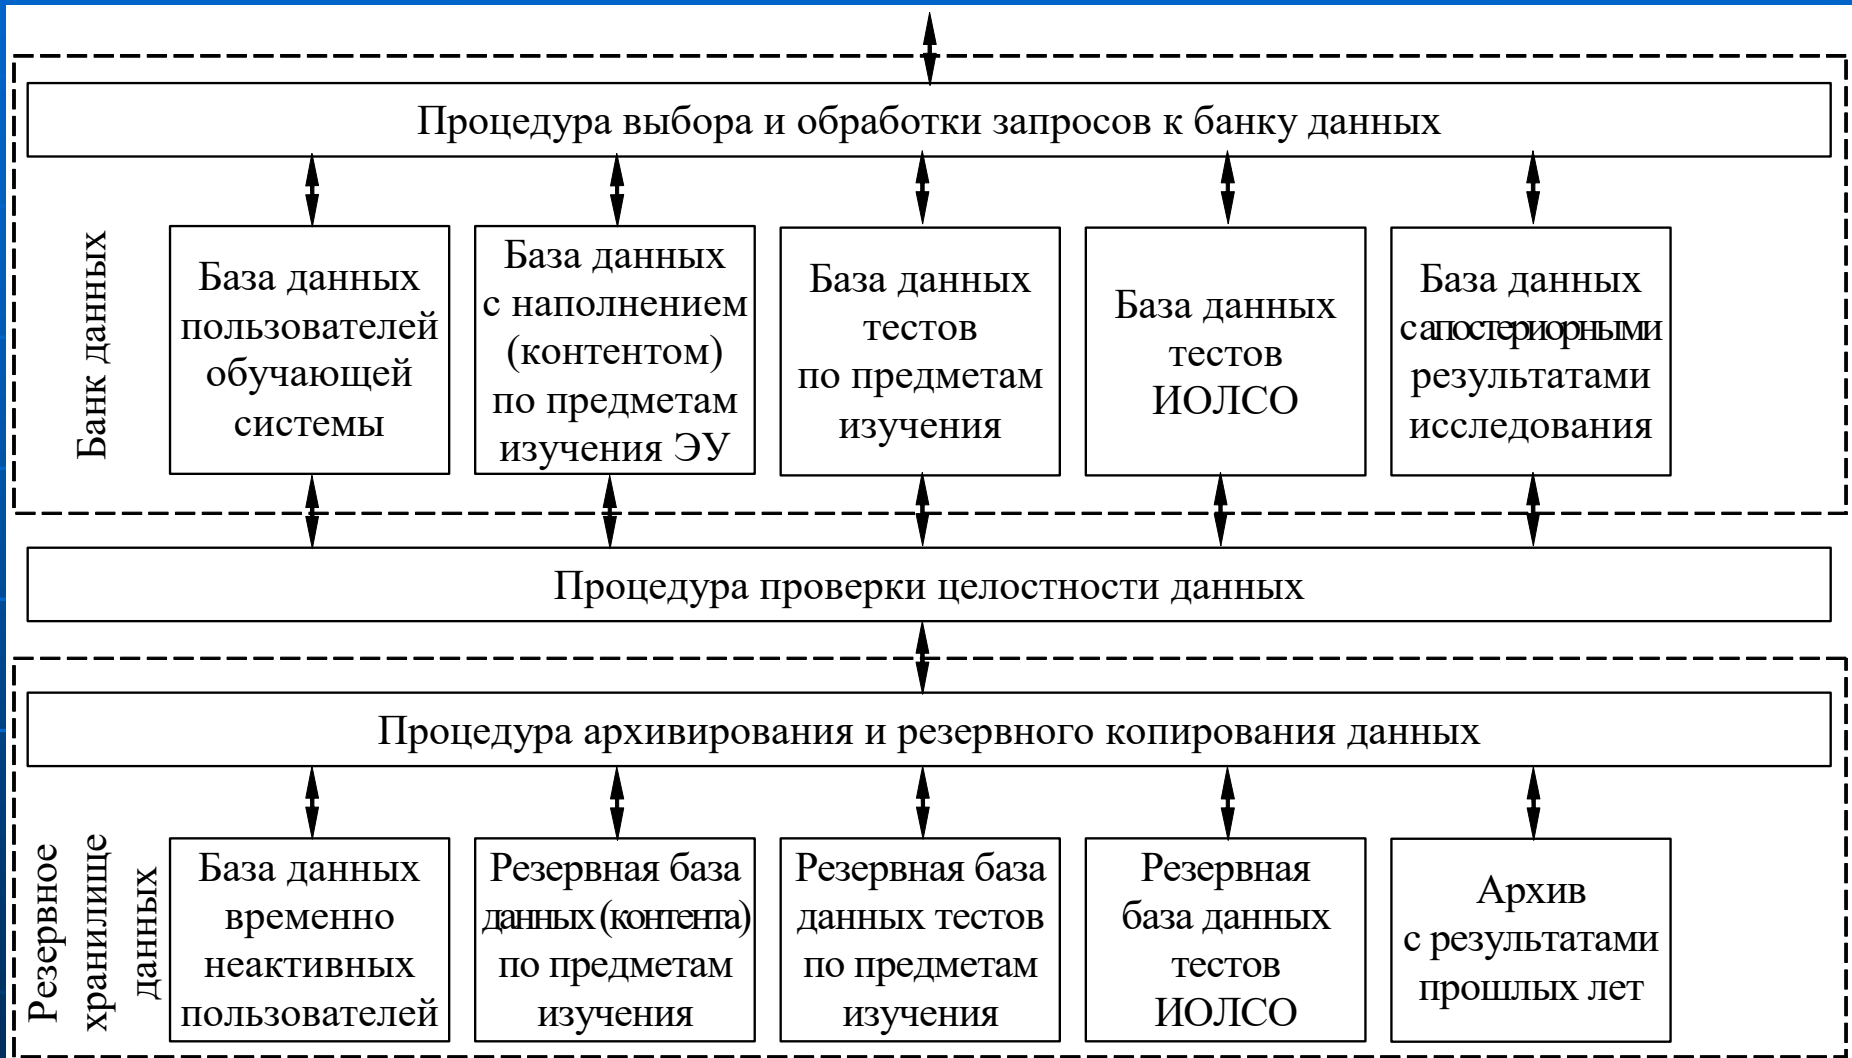 Процедура выбора и обработки запросов к банку данных
Банк данных
База данных
пользователей
обучающей
системы
База данных
с наполнением
(контентом)
по предметам
изучения ЭУ
База данных
тестов
по предметам
изучения
База данных
тестов
ИОЛСО
База данных
с апостериорными
результатами
исследования
Процедура проверки целостности данных
Процедура архивирования и резервного копирования данных
Резервное
хранилище
данных
База данных
временно
неактивных
пользователей
Резервная база
данных (контента)
по предметам
изучения
Резервная база
данных тестов
по предметам
изучения
Резервная
база данных
тестов
ИОЛСО
Архив
с результатами
прошлых лет